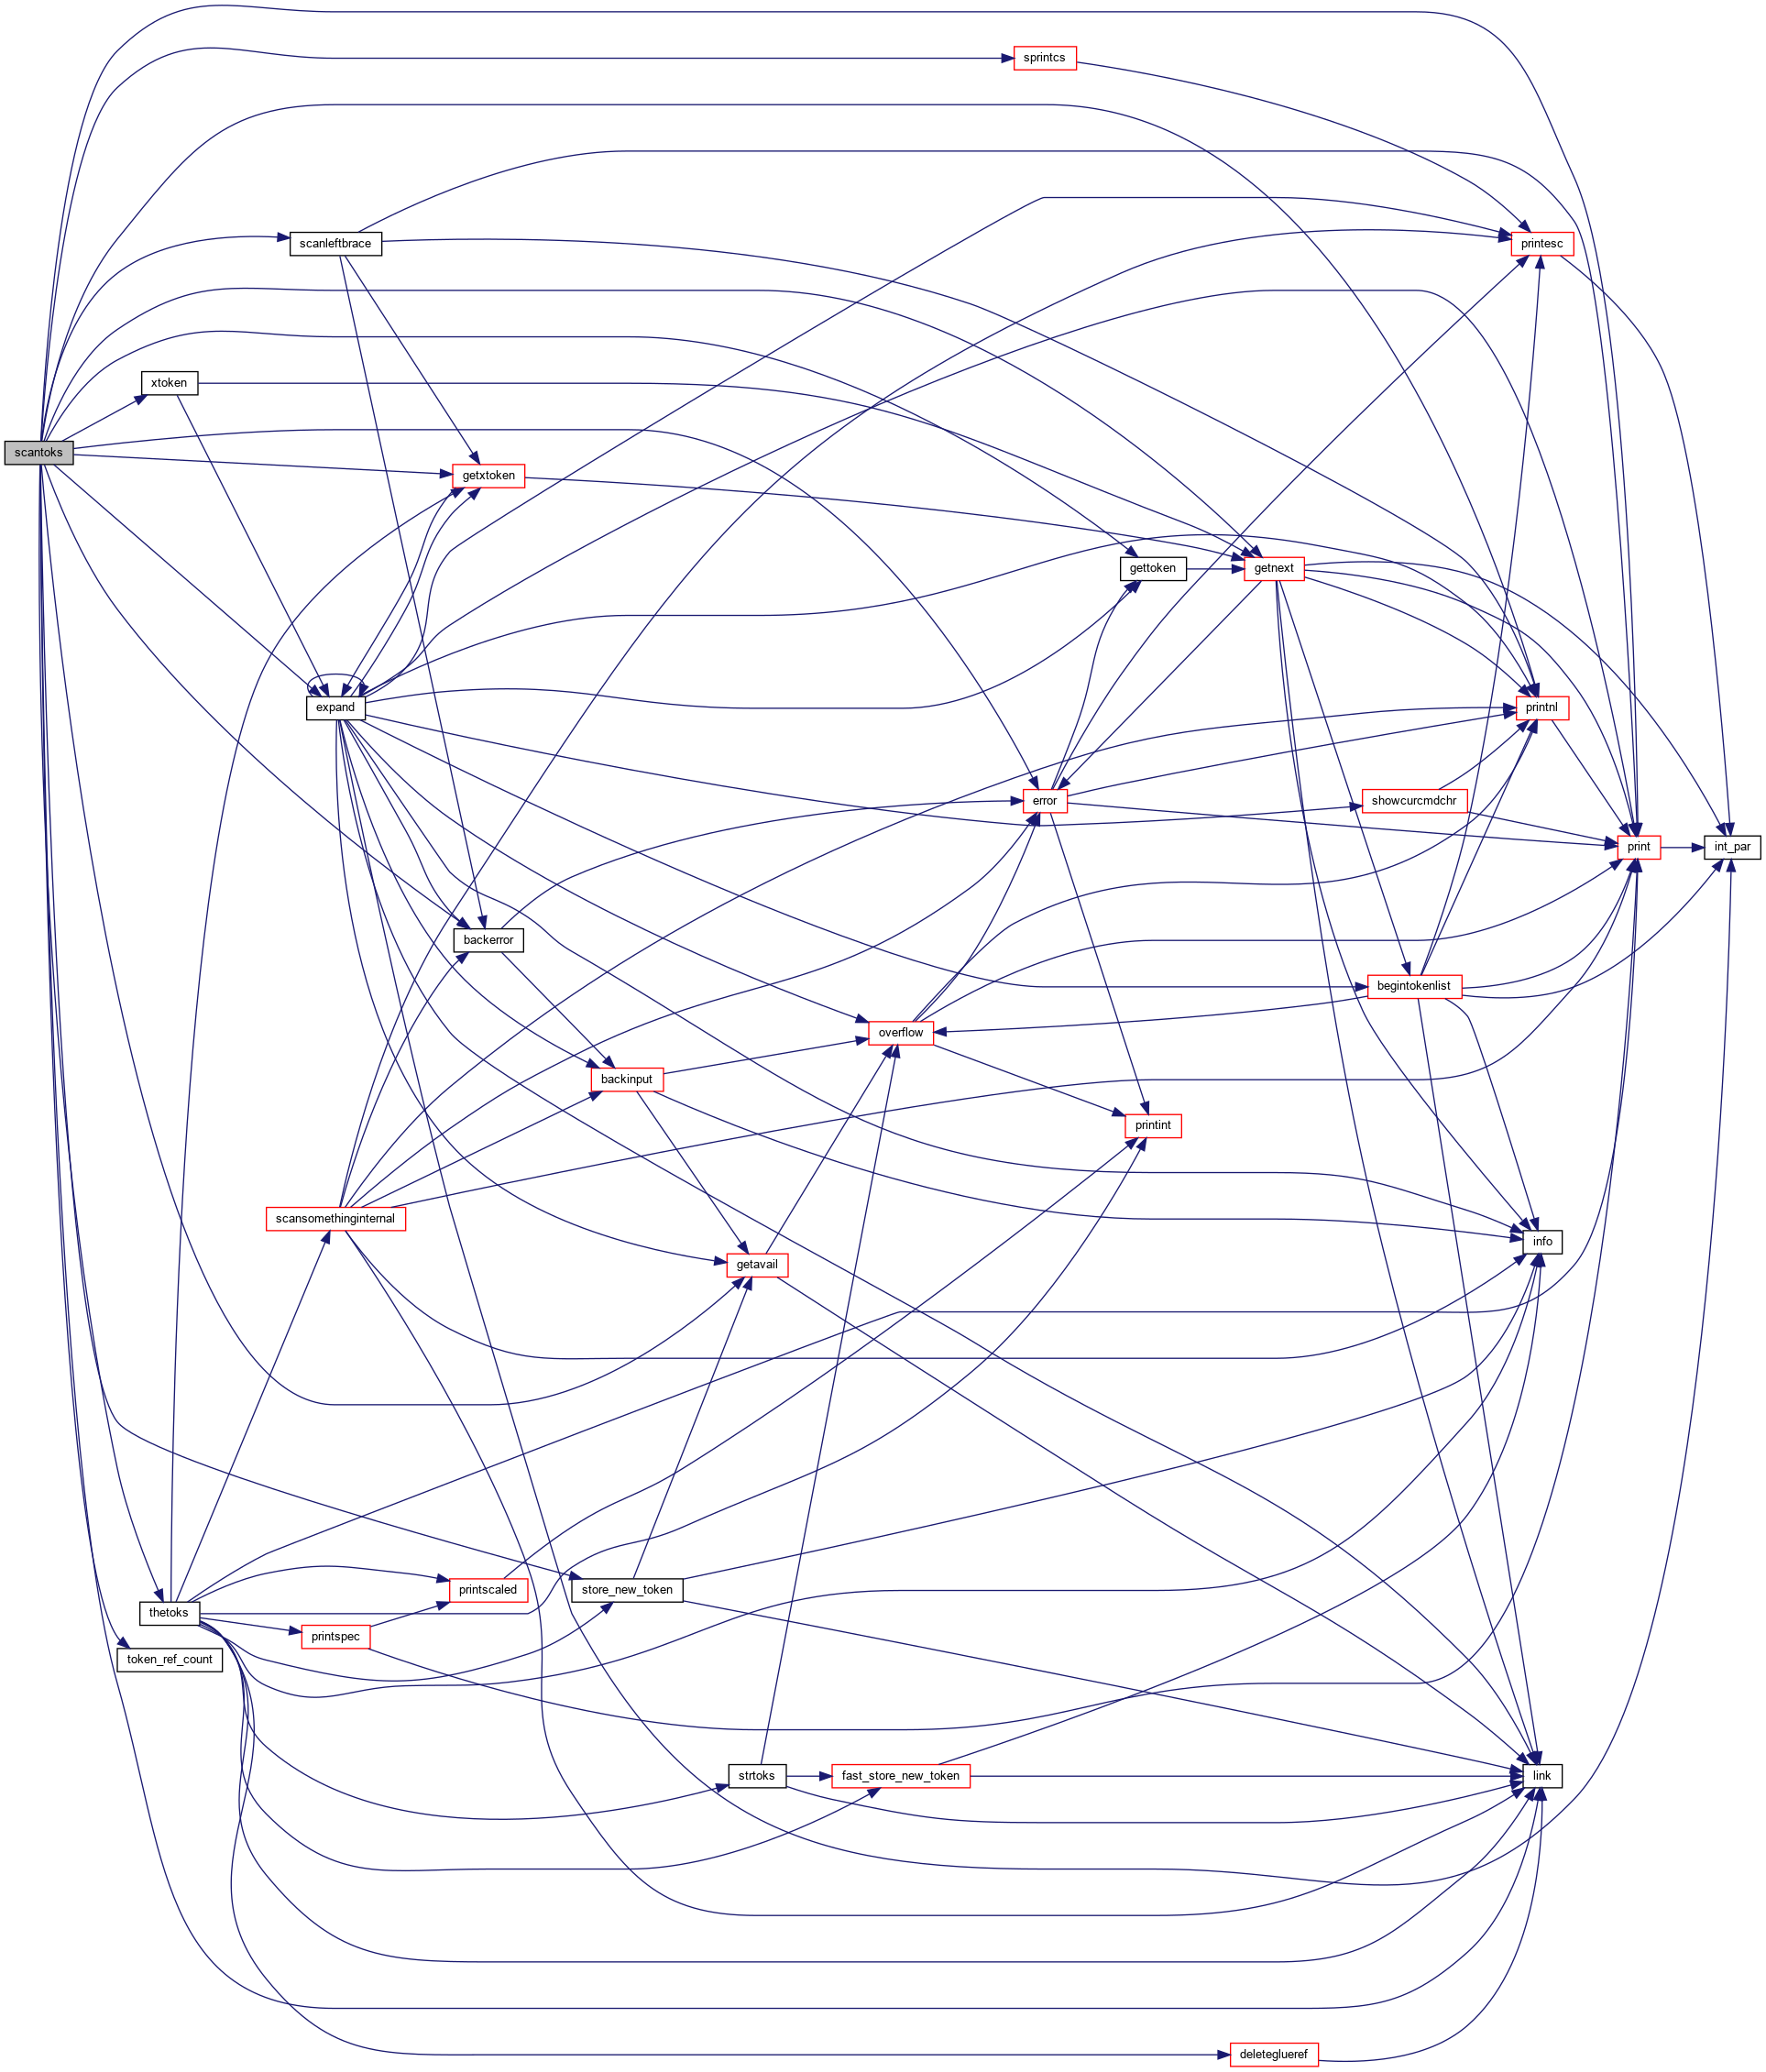 sprintcs
scanleftbrace
printesc
xtoken
scantoks
getxtoken
gettoken
getnext
expand
printnl
error
showcurcmdchr
print
int_par
backerror
begintokenlist
overflow
backinput
printint
scansomethinginternal
info
getavail
printscaled
store_new_token
thetoks
printspec
token_ref_count
strtoks
fast_store_new_token
link
deleteglueref